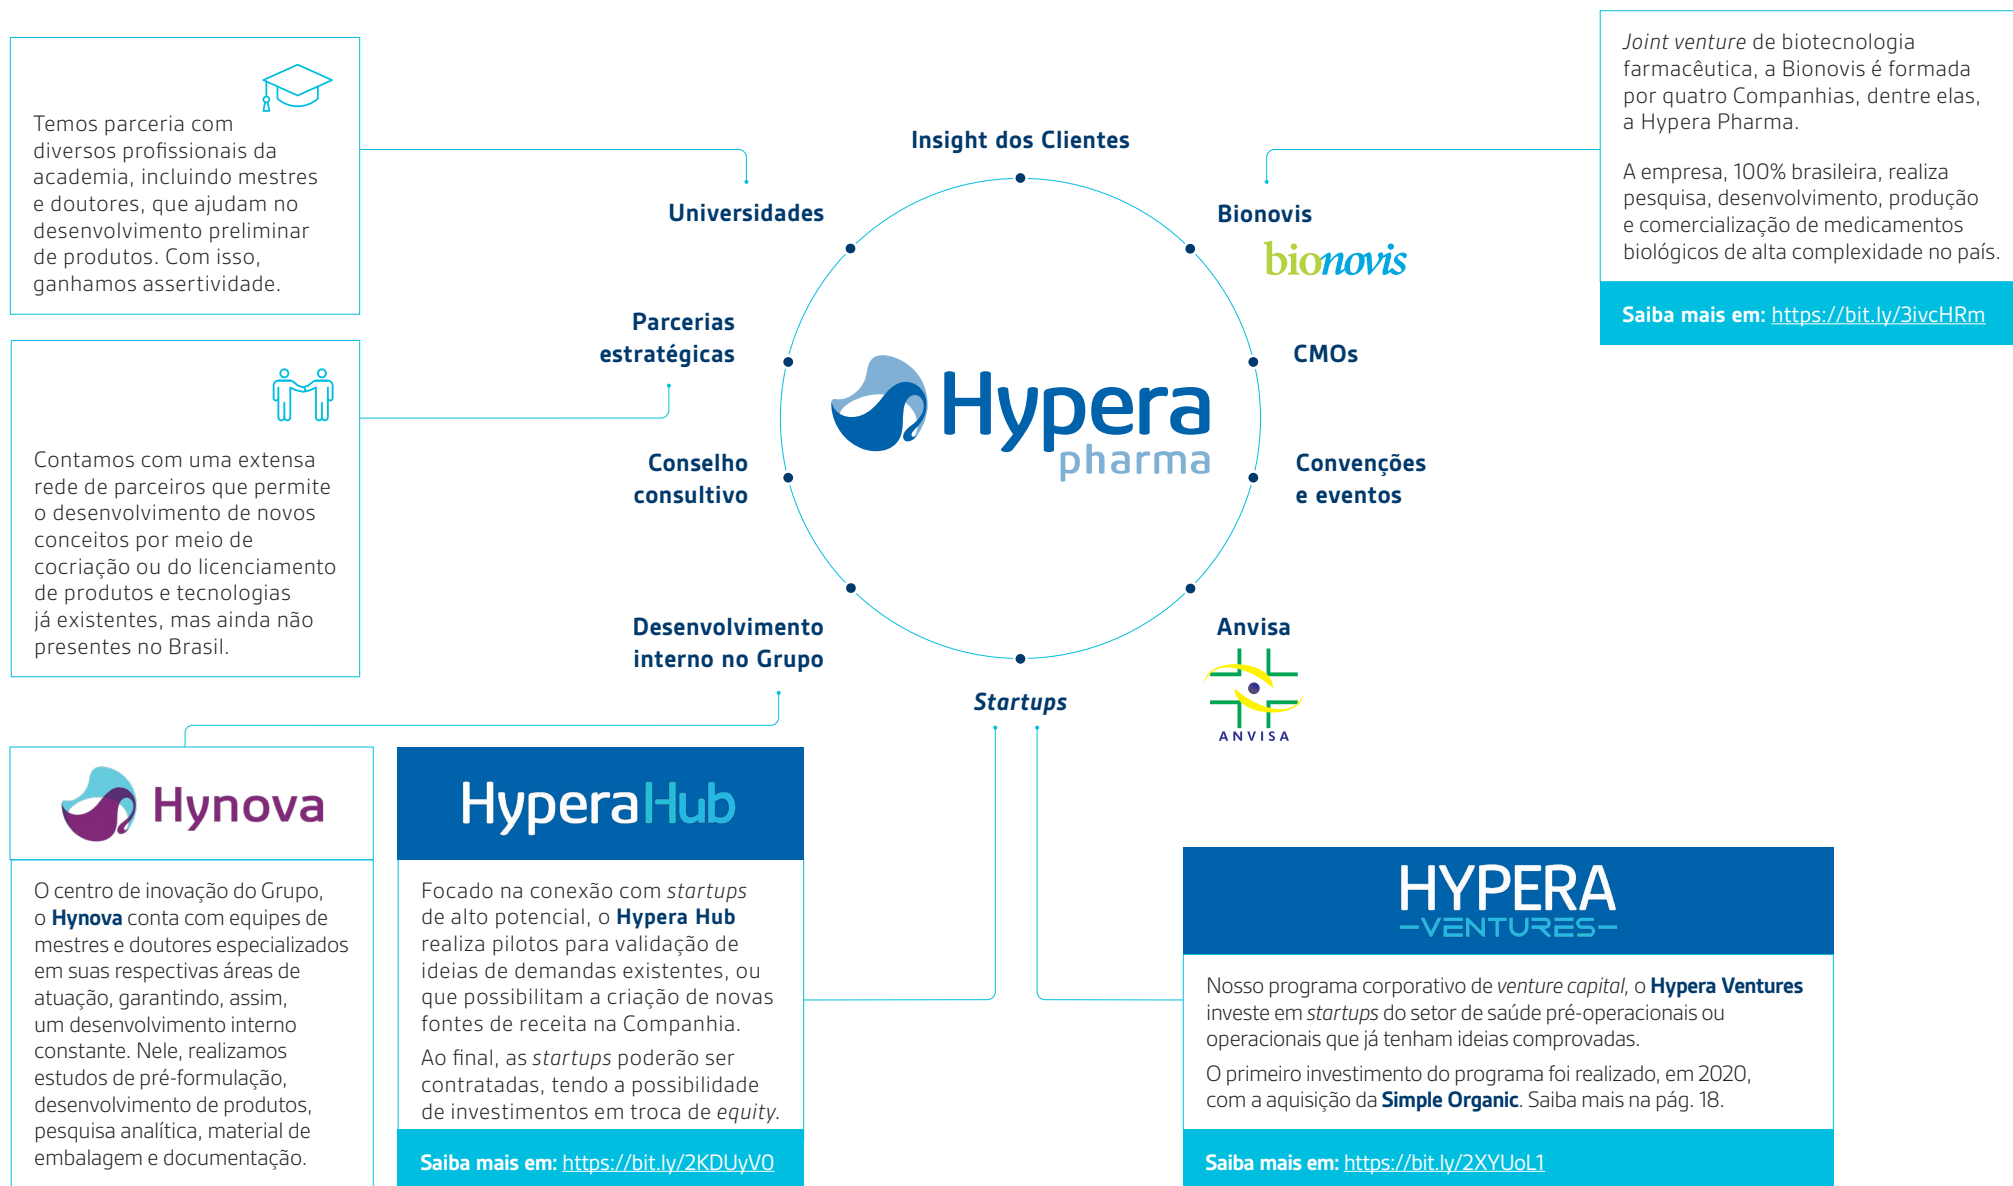 Temos parceria com
diversos profissionais da
academia, incluindo mestres
e doutores, que ajudam no
desenvolvimento preliminar
de produtos. Com isso,
ganhamos assertividade.
Contamos com uma extensa
rede de parceiros que permite
o desenvolvimento de novos
conceitos por meio de
cocriação ou do licenciamento
de produtos e tecnologias
já existentes, mas ainda não
presentes no Brasil.
Insight dos Clientes
Universidades
Parcerias
estratégicas
Conselho
consultivo
Desenvolvimento
interno no Grupo
Startups
Hypera
pharma
Bionovis
bionovis
CMOs
Convenções
e eventos
Anvisa
ANVISA
Joint venture de biotecnologia
farmacêutica, a Bionovis é formada
por quatro Companhias, dentre elas,
a Hypera Pharma.
A empresa, 100% brasileira, realiza
pesquisa, desenvolvimento, produção
e comercialização de medicamentos
biológicos de alta complexidade no país.
Saiba mais em: https://bit.ly/3ivcHRm
Hynova
O centro de inovação do Grupo,
o Hynova conta com equipes de
mestres e doutores especializados
em suas respectivas áreas de
atuação, garantindo, assim,
um desenvolvimento interno
constante. Nele, realizamos
estudos de pré-formulação,
desenvolvimento de produtos,
pesquisa analítica, material de
embalagem e documentação.
HyperaHub
Focado na conexão com startups
de alto potencial, o Hypera Hub
realiza pilotos para validação de
ideias de demandas existentes, ou
que possibilitam a criação de novas
fontes de receita na Companhia.
Ao final, as startups poderão ser
contratadas, tendo a possibilidade
de investimentos em troca de equity.
Saiba mais em: https://bit.ly/2KDUyV0
HYPERA
VENTURES
Nosso programa corporativo de venture capital, o Hypera Ventures
investe em startups do setor de saúde pré-operacionais ou
operacionais que já tenham ideias comprovadas.
O primeiro investimento do programa foi realizado, em 2020,
com a aquisição da Simple Organic. Saiba mais na pág. 18.
Saiba mais em: https://bit.ly/2XYUoL1